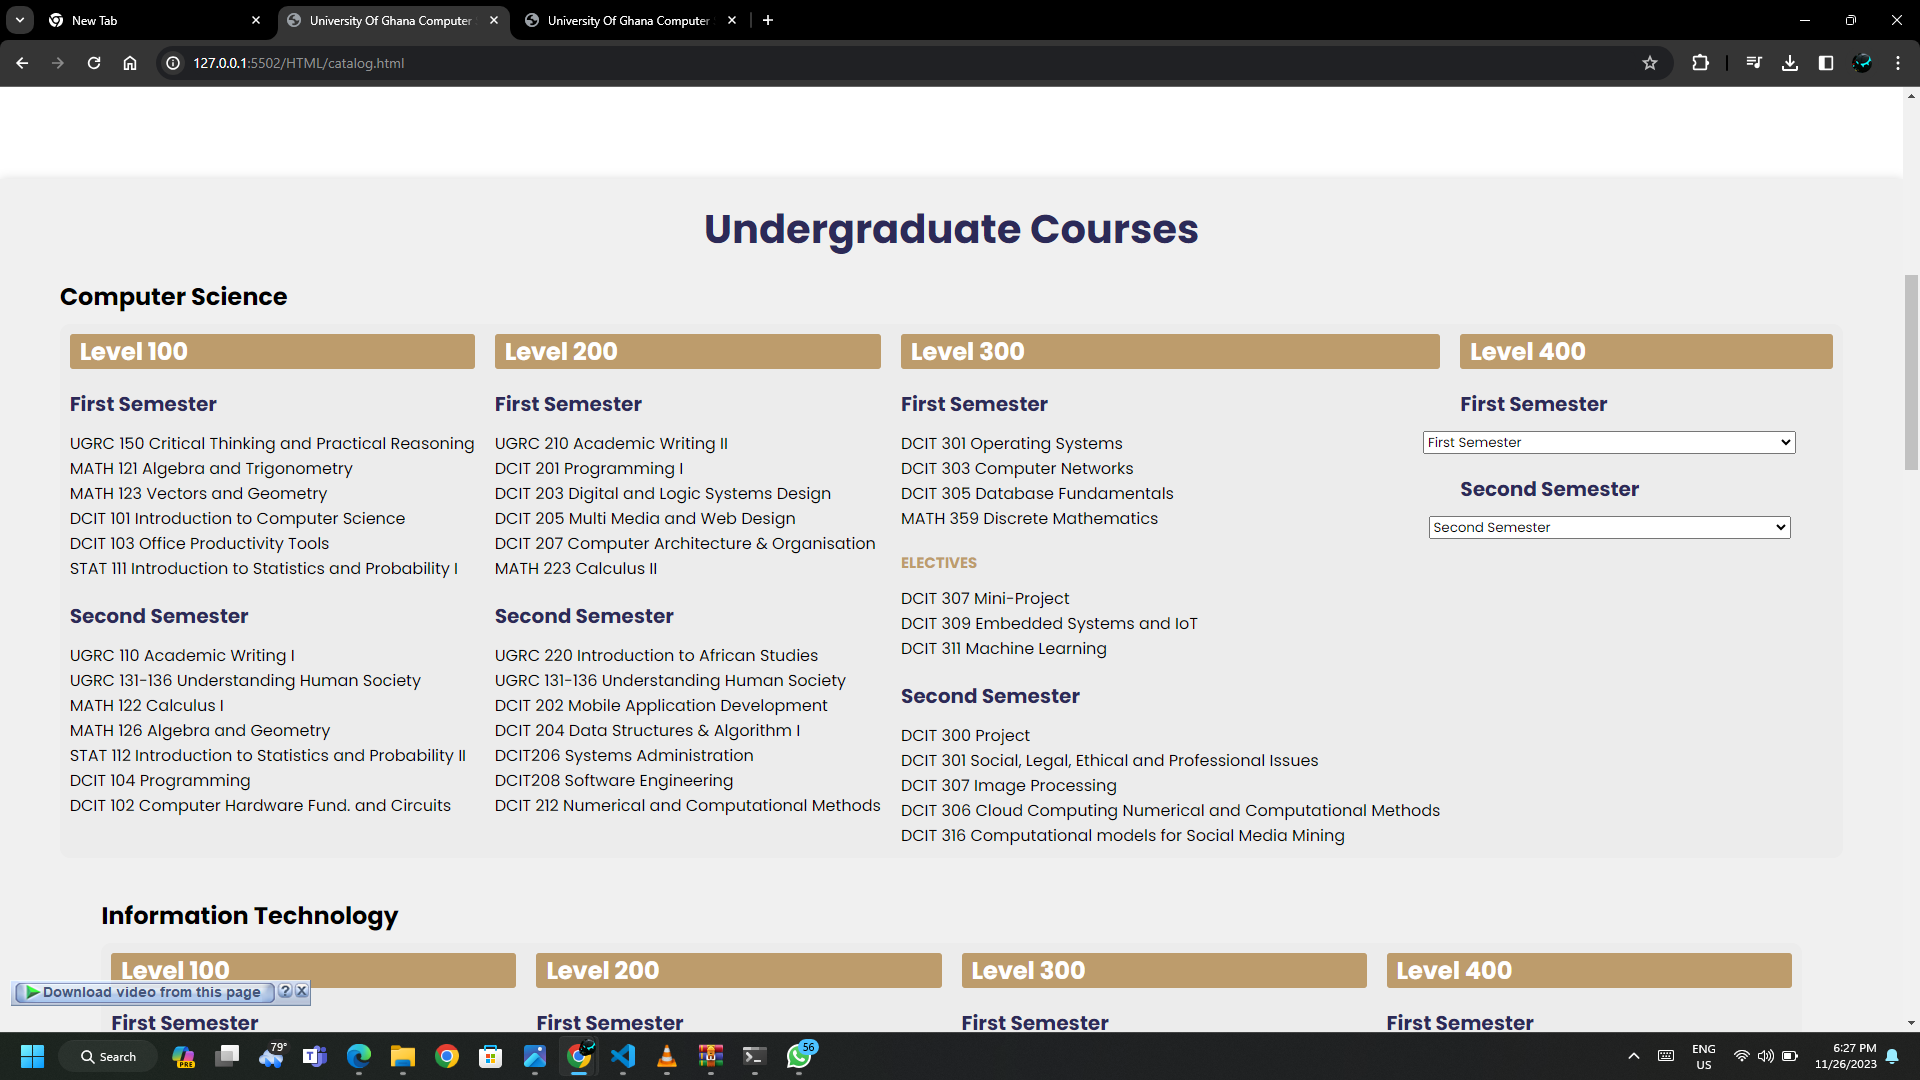 New Tab
University Of Ghana Computer
University Of Ghana Computer
127.0.0.1:5502/HTML/catalog.html
Undergraduate Courses
Computer Science
Level 100
First Semester
UGRC 150 Critical Thinking and Practical Reasoning
MATH 121 Algebra and Trigonometry
MATH 123 Vectors and Geometry
DCIT 101 Introduction to Computer Science
DCIT 103 Office Productivity Tools
STAT 111 Introduction to Statistics and Probability I
Second Semester
UGRC 110 Academic Writing I
UGRC 131-136 Understanding Human Society
MATH 122 Calculus I
MATH 126 Algebra and Geometry
STAT 112 Introduction to Statistics and Probability II
DCIT 104 Programming
DCIT 102 Computer Hardware Fund. and Circuits
Level 200
First Semester
UGRC 210 Academic Writing II
DCIT 201 Programming I
DCIT 203 Digital and Logic Systems Design
DCIT 205 Multi Media and Web Design
DCIT 207 Computer Architecture & Organisation
MATH 223 Calculus II
Second Semester
UGRC 220 Introduction to African Studies
UGRC 131-136 Understanding Human Society
DCIT 202 Mobile Application Development
DCIT 204 Data Structures & Algorithm I
DCIT206 Systems Administration
DCIT208 Software Engineering
DCIT 212 Numerical and Computational Methods
Level 300
First Semester
DCIT 301 Operating Systems
DCIT 303 Computer Networks
DCIT 305 Database Fundamentals
MATH 359 Discrete Mathematics
ELECTIVES
DCIT 307 Mini-Project
DCIT 309 Embedded Systems and IoT
DCIT 311 Machine Learning
Second Semester
DCIT 300 Project
DCIT 301 Social, Legal, Ethical and Professional Issues
DCIT 307 Image Processing
DCIT 306 Cloud Computing Numerical and Computational Methods
DCIT 316 Computational models for Social Media Mining
Level 400
First Semester
First Semester
Second Semester
Second Semester
Information Technology
Level 100
First Semester
Level 200
First Semester
Level 300
First Semester
Level 400
First Semester
Download video from this page
? X
Search
PRE
79°
56
ENG
US
6:27 PM
11/26/2023